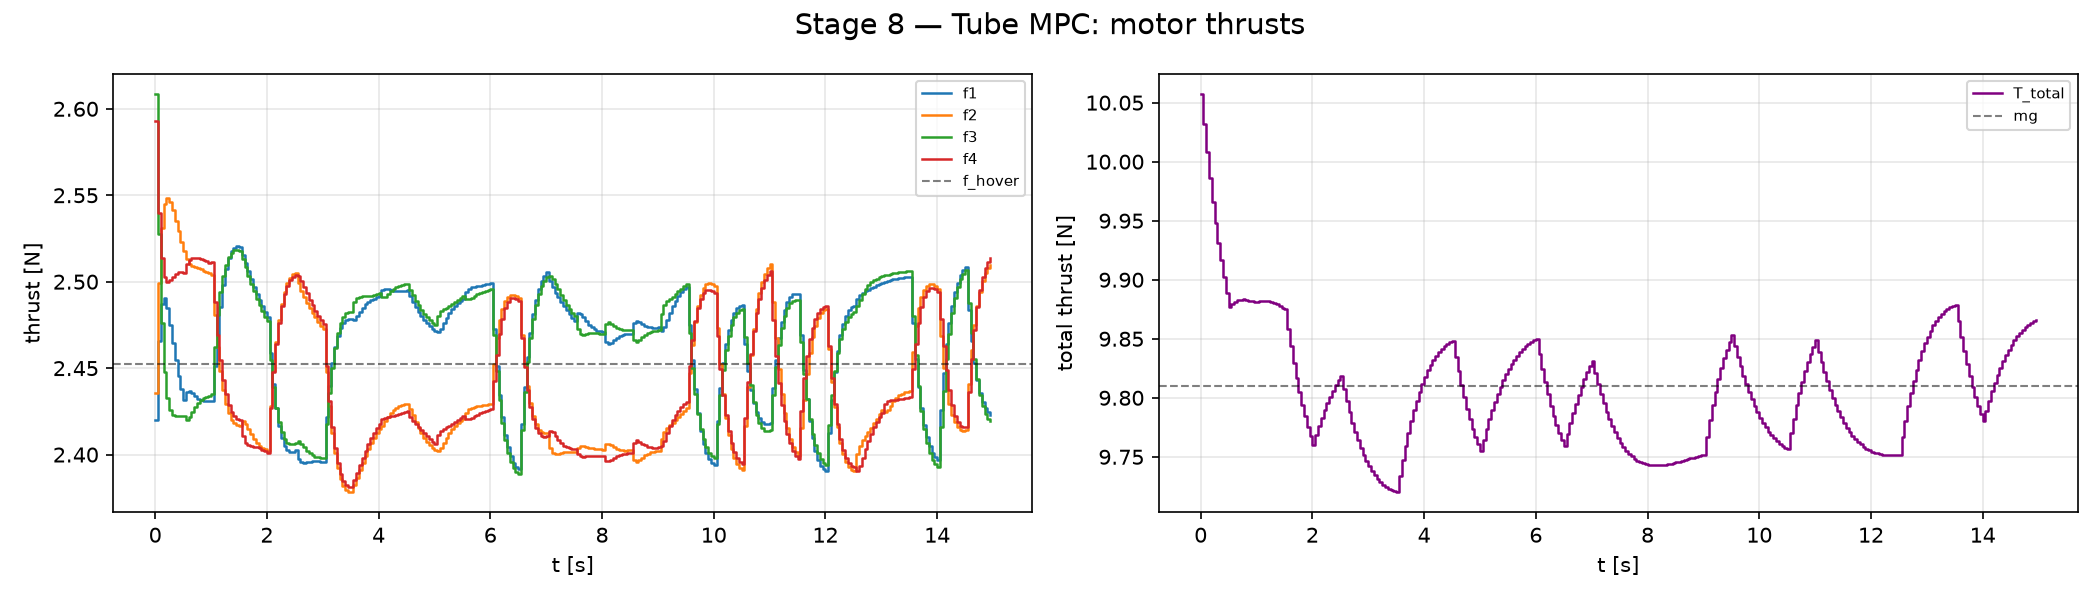 Stage 8 — Tube MPC: motor thrusts
thrust [N]
2.60
2.55
2.50
2.45
2.40
0 2 4 6 8 10 12 14
t [s]
f1
f2
f3
f4
f_hover
total thrust [N]
10.05
10.00
9.95
9.90
9.85
9.80
9.75
0 2 4 6 8 10 12 14
t [s]
T_total
mg